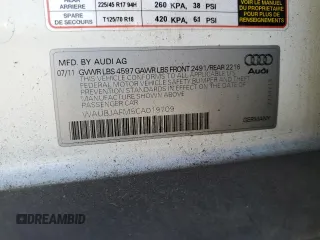 ARRIERE 225/45 R17 94H 260 KPA, 38 PSI
T125/70 R18 420 KPA, 61 PSI
MFD. BY AUDI AG
07/11 GVWR LBS 4597 GAWR LBS FRONT 2491/REAR 2218
THIS VEHICLE CONFORMS TO ALL APPLICABLE
FEDERAL MOTOR VEHICLE SAFETY, BUMPER, AND
THEFT PREVENTION STANDARDS IN EFFECT ON
THE DATE OF MANUFACTURE SHOWN ABOVE.
PASSENGER CAR
Audi
GERMANY
DREAMBID